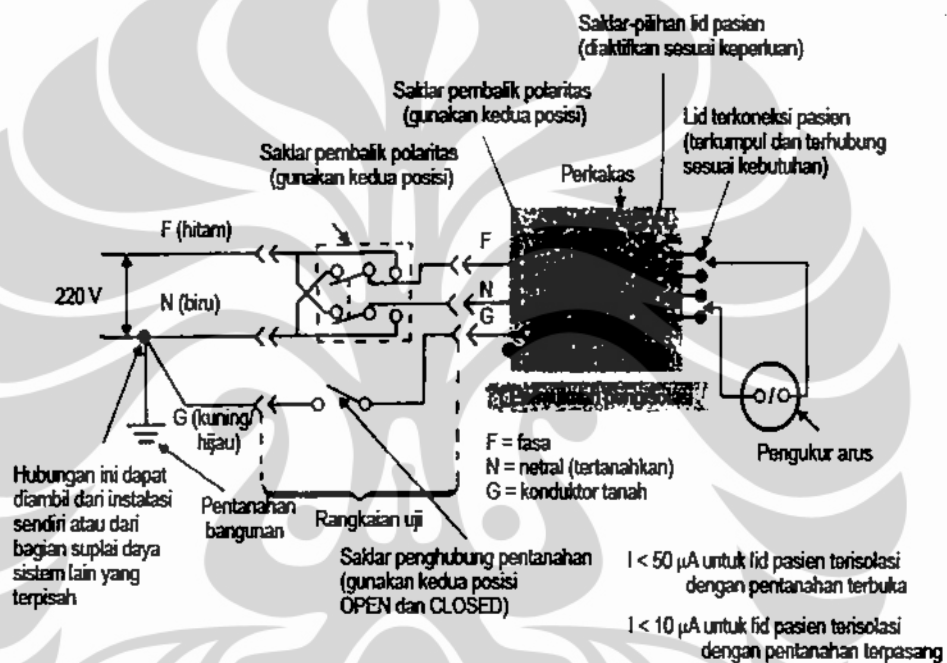 Saklar-pilihan lid pasien
(diaktifkan sesuai keperluan)
Saklar pembalik polaritas
(gunakan kedua posisi)
Lid terkoneksi pasien
(terkumpul dan terhubung
sesuai kebutuhan)
Saklar pembalik polaritas
(gunakan kedua posisi)
Perkakas
F (hitam)
F
220 V
N (biru)
N
G
G (kuning/
hijau)
F = fasa
N = netral (tertanahkan)
G = konduktor tanah
Pengukur arus
Hubungan ini dapat
diambil dari instalasi
sendiri atau dari
bagian suplai daya
sistem lain yang
terpisah
Pentanahan
bangunan
Rangkaian uji
Saklar penghubung pentanahan
(gunakan kedua posisi
OPEN dan CLOSED)
I < 50 µA untuk lid pasien terisolasi
dengan pentanahan terbuka
I < 10 µA untuk lid pasien terisolasi
dengan pentanahan terpasang